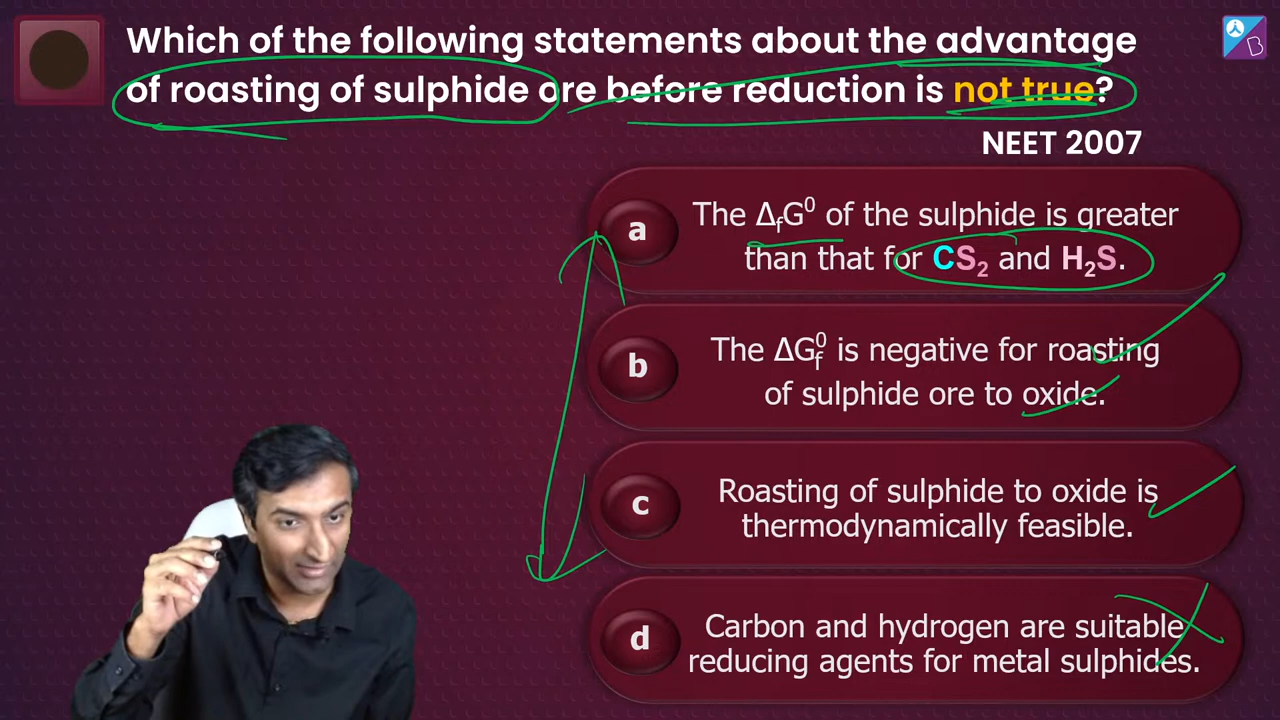 Which of the following statements about the advantage
of roasting of sulphide ore before reduction is not true?
NEET 2007
a
The ΔfG⁰ of the sulphide is greater
than that for CS₂ and H₂S.
b
The ΔGf⁰ is negative for roasting
of sulphide ore to oxide.
c
Roasting of sulphide to oxide is
thermodynamically feasible.
d
Carbon and hydrogen are suitable
reducing agents for metal sulphides.
B